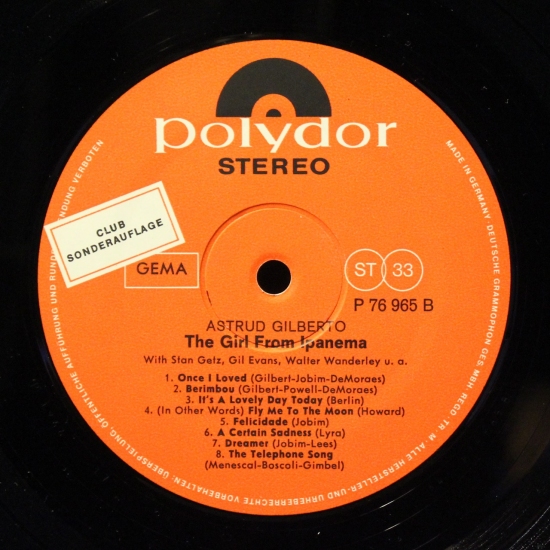 polydor
STEREO
CLUB
SONDERAUFLAGE
GEMA
ST 33
P 76 965 B
ASTRUD GILBERTO
The Girl From Ipanema
With Stan Getz, Gil Evans, Walter Wanderley u. a.
1. Once I Loved (Gilbert-Jobim-DeMoraes)
2. Berimbou (Gilbert-Powell-DeMoraes)
3. It's A Lovely Day Today (Berlin)
4. (In Other Words) Fly Me To The Moon (Howard)
5. Felicidade (Jobim)
6. A Certain Sadness (Lyra)
7. Dreamer (Jobim-Lees)
8. The Telephone Song
(Menescal-Boscoli-Gimbel)
MADE IN GERMANY · DEUTSCHE GRAMMOPHON GES. MBH. REGD. TR. M. ALLE HERSTELLER- UND URHEBERRECHTE VORBEHALTEN · ÜBERSPIELUNG, ÖFFENTLICHE AUFFÜHRUNG UND RUND NDUNG VERBOTEN